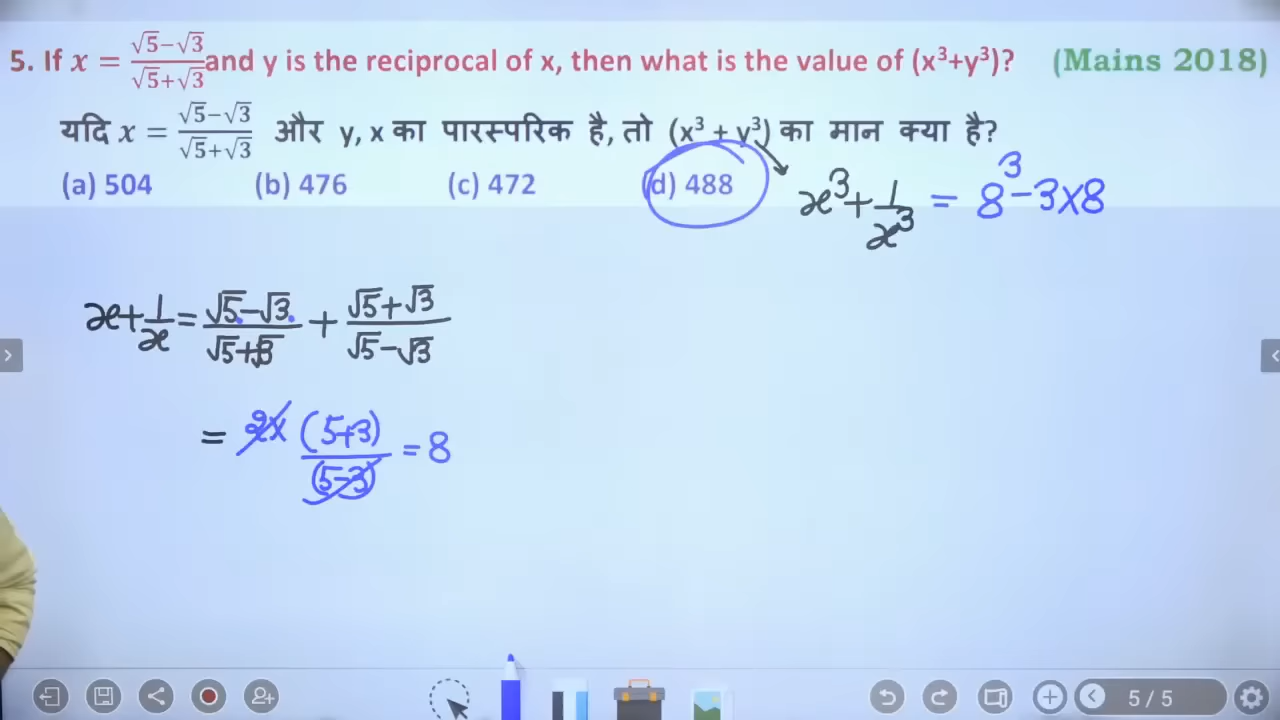 5. If x = (√5−√3)/(√5+√3) and y is the reciprocal of x, then what is the value of (x³+y³)? (Mains 2018)
यदि x = (√5−√3)/(√5+√3) और y, x का पारस्परिक है, तो (x³ + y³) का मान क्या है?
(a) 504 (b) 476 (c) 472 (d) 488
x³ + 1/x³ = 8³ − 3×8
x + 1/x = (√5−√3)/(√5+√3) + (√5+√3)/(√5−√3)
= 2× (5+3)/(5−3) = 8
5 / 5